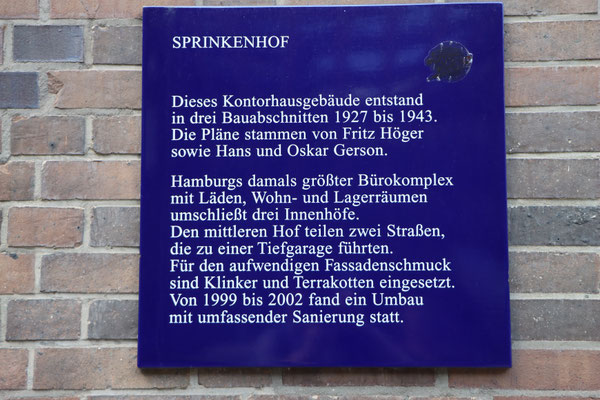 SPRINKENHOF
Dieses Kontorhausgebäude entstand
in drei Bauabschnitten 1927 bis 1943.
Die Pläne stammen von Fritz Höger
sowie Hans und Oskar Gerson.
Hamburgs damals größter Bürokomplex
mit Läden, Wohn- und Lagerräumen
umschließt drei Innenhöfe.
Den mittleren Hof teilen zwei Straßen,
die zu einer Tiefgarage führten.
Für den aufwendigen Fassadenschmuck
sind Klinker und Terrakotten eingesetzt.
Von 1999 bis 2002 fand ein Umbau
mit umfassender Sanierung statt.